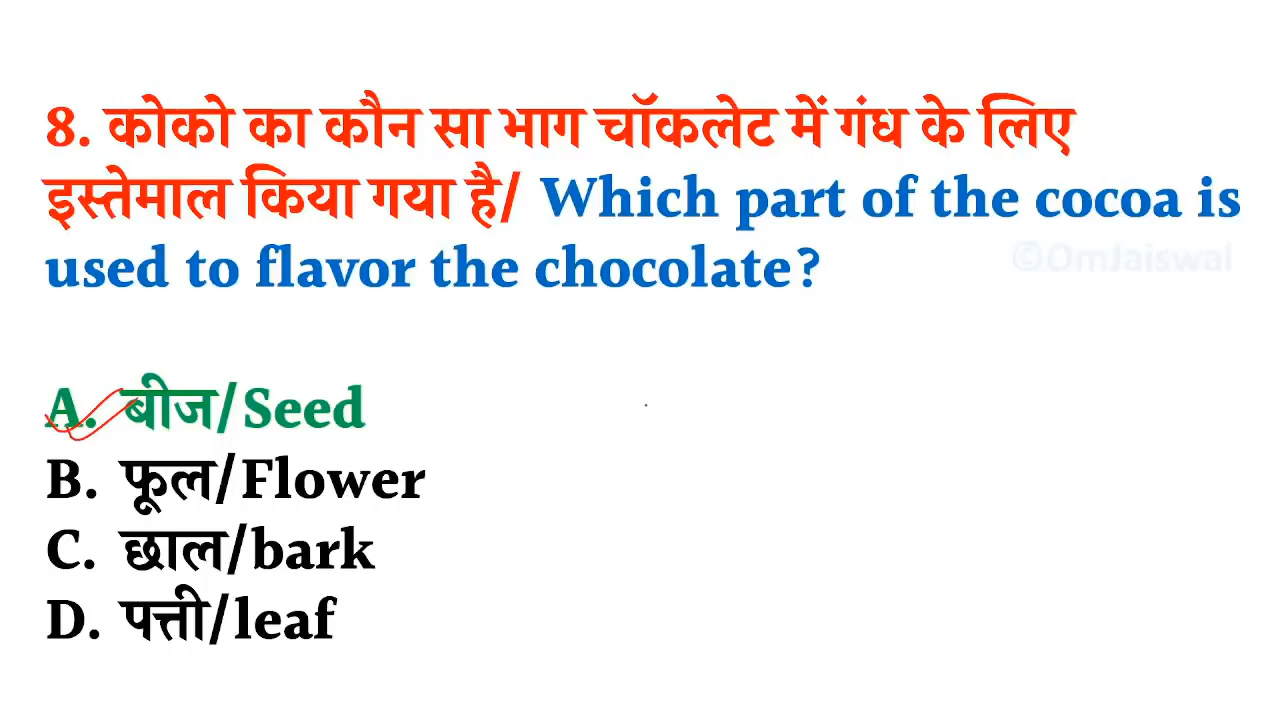 8. कोको का कौन सा भाग चॉकलेट में गंध के लिए
इस्तेमाल किया गया है/ Which part of the cocoa is
used to flavor the chocolate?
©OmJaiswal
A. बीज/Seed
B. फूल/Flower
C. छाल/bark
D. पत्ती/leaf